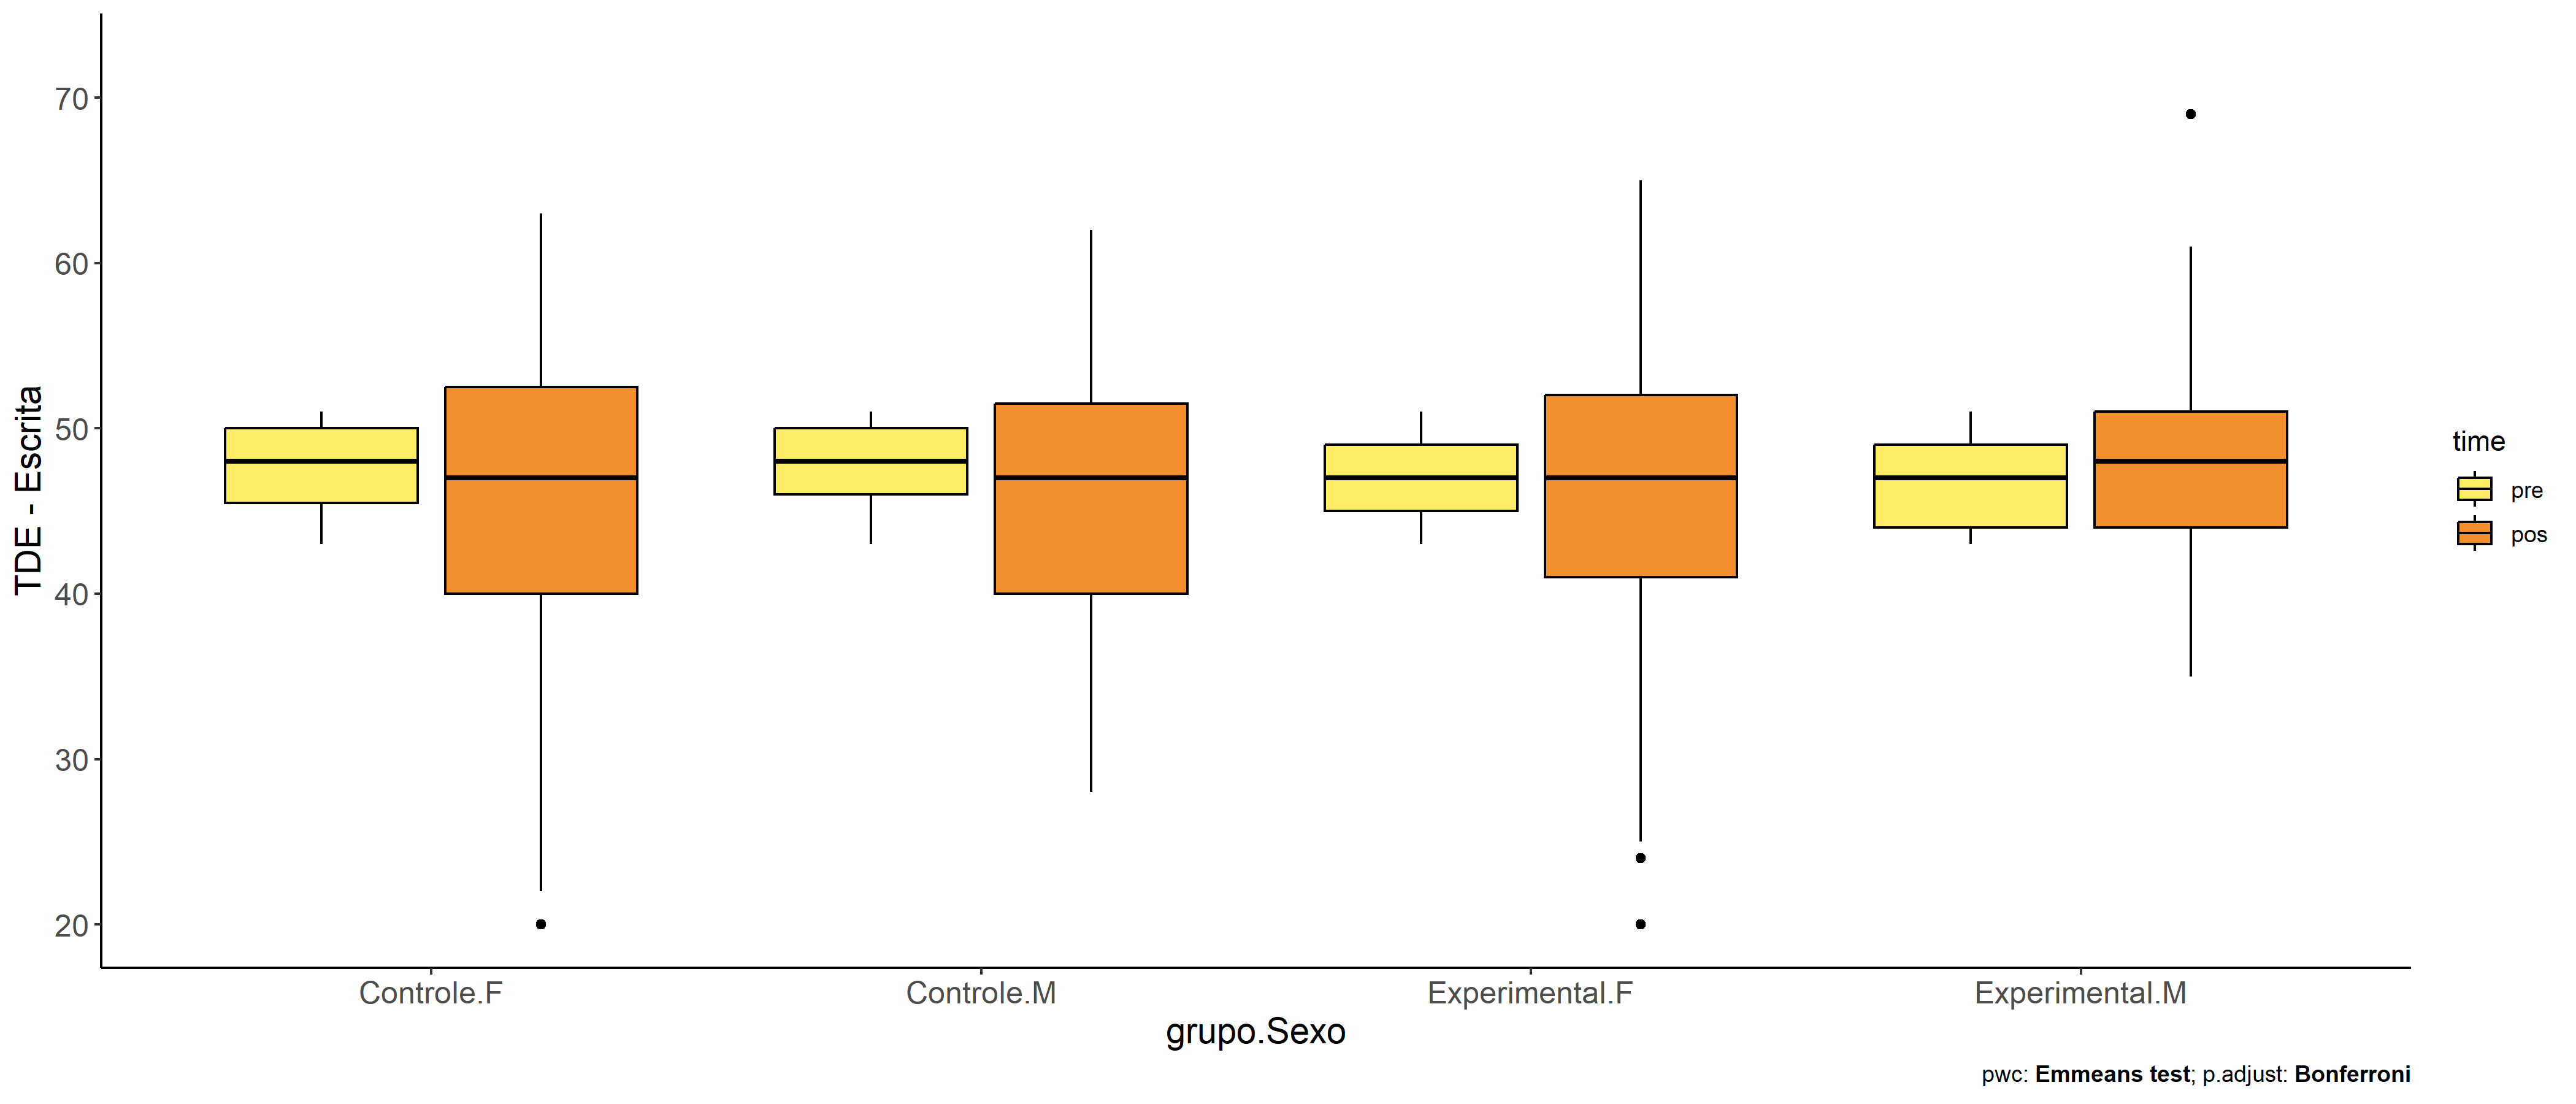 TDE - Escrita
70
60
50
40
30
20
Controle.F
Controle.M
Experimental.F
Experimental.M
grupo.Sexo
time
pre
pos
pwc: Emmeans test; p.adjust: Bonferroni